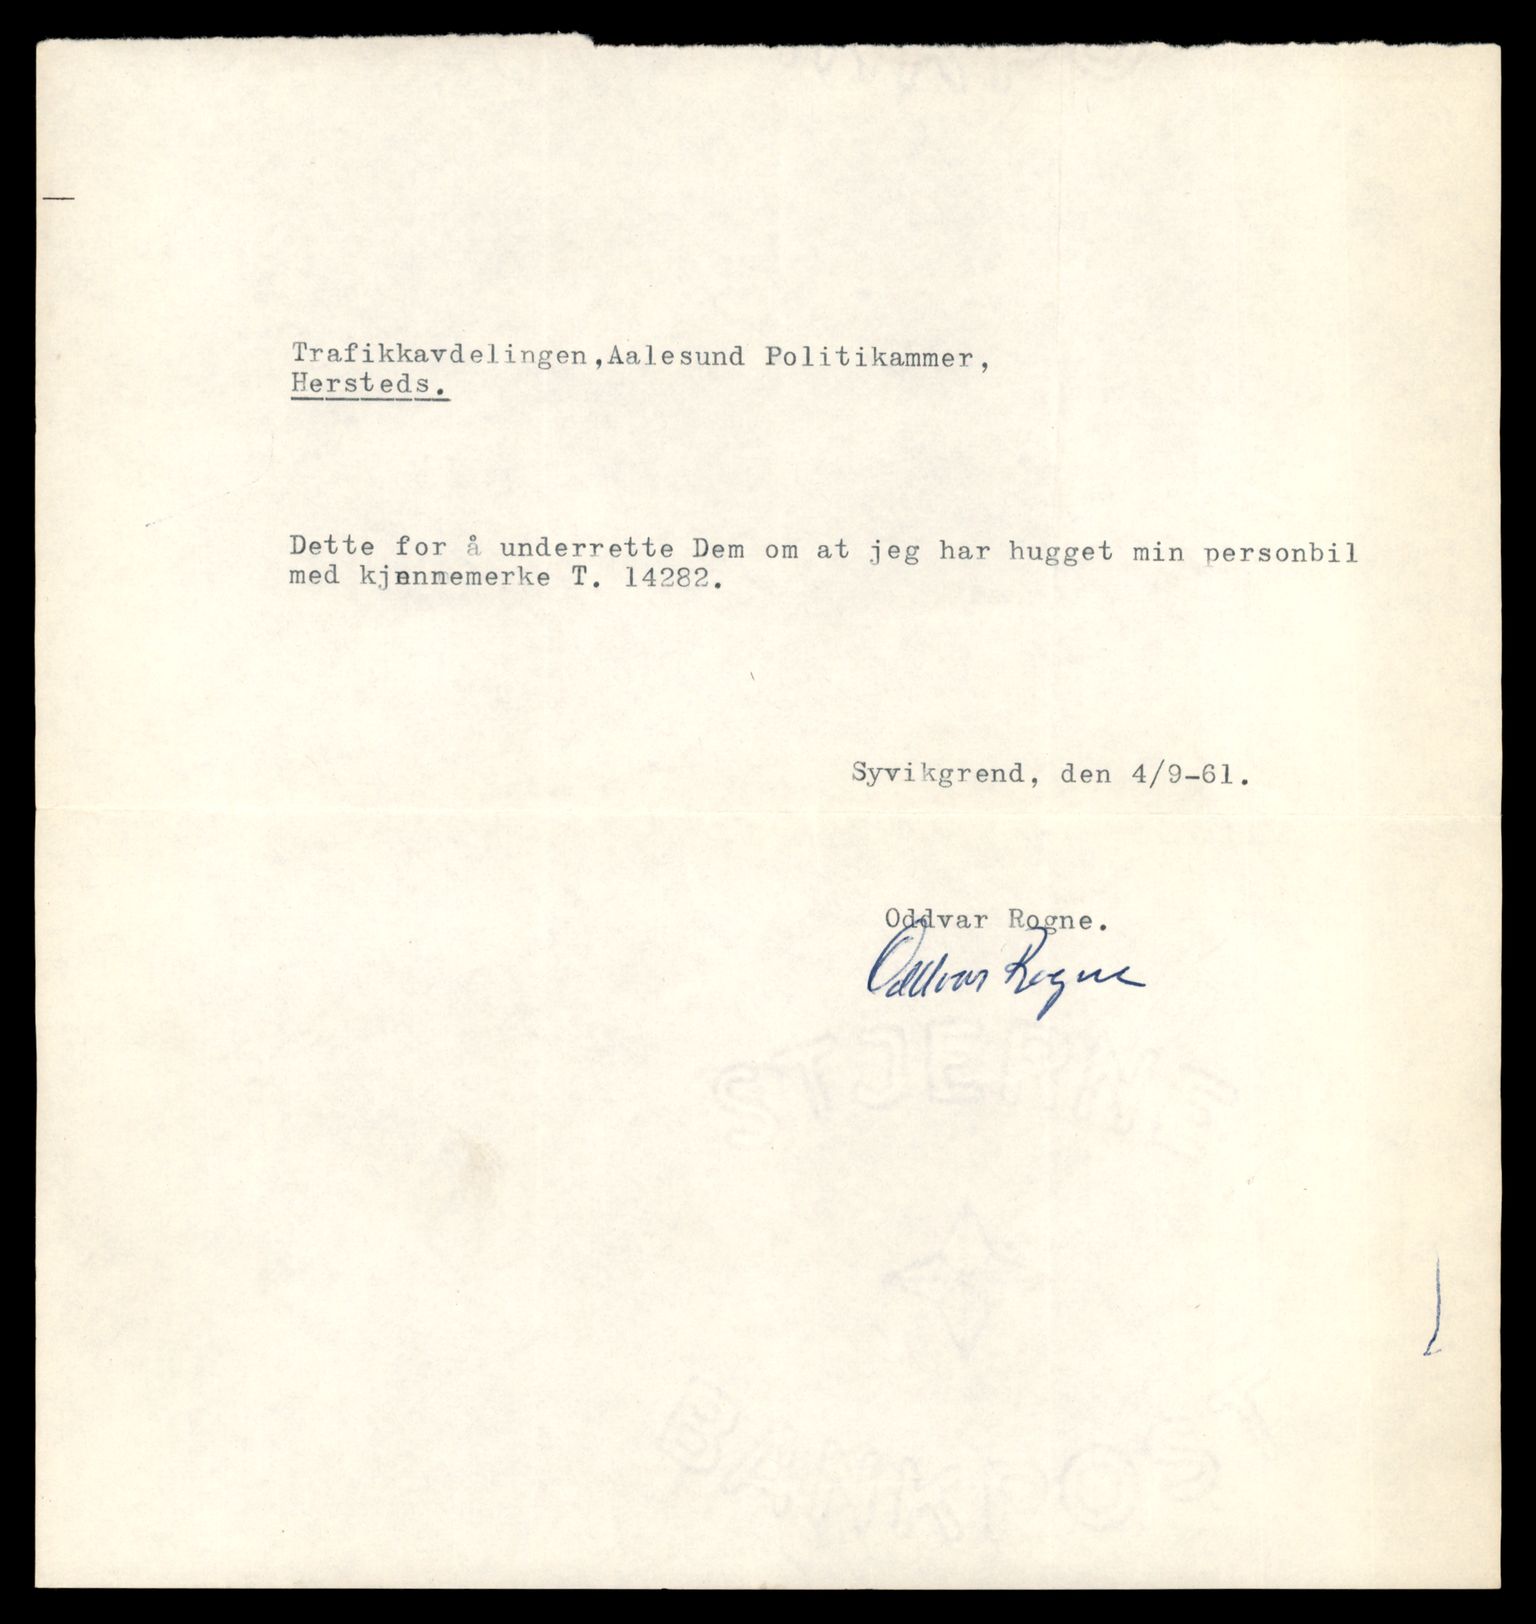 Trafikkavdelingen,Aalesund Politikammer,
Hersteds.
Dette for å underrette Dem om at jeg har hugget min personbil
med kjennemerke T. 14282.
Syvikgrend, den 4/9-61.
Oddvar Rogne.
Oddvar Rogne